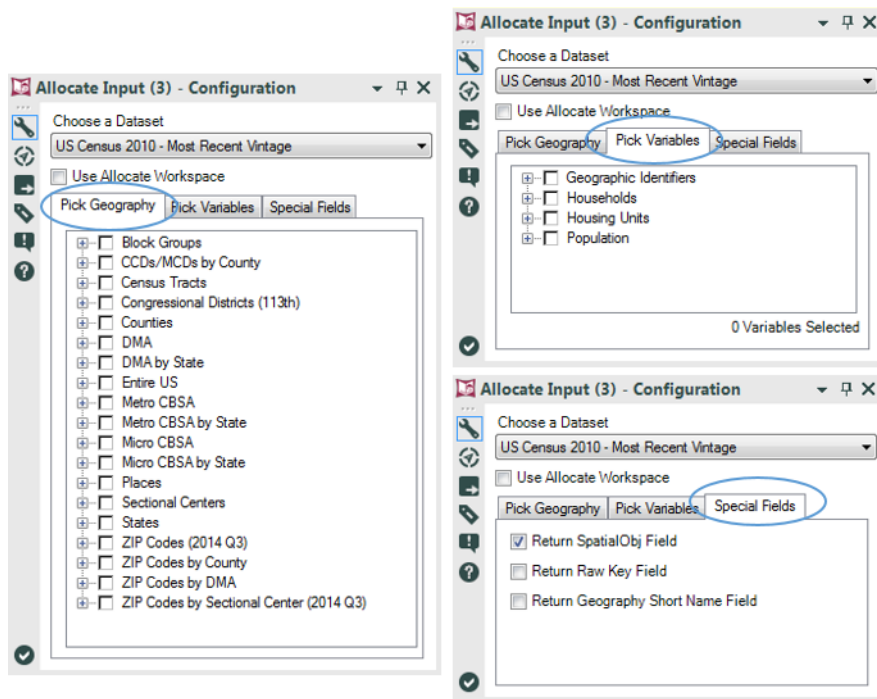 Allocate Input (3) - Configuration
Choose a Dataset
US Census 2010 - Most Recent Vintage
Use Allocate Workspace
Pick Geography Pick Variables Special Fields
Block Groups
CCDs/MCDs by County
Census Tracts
Congressional Districts (113th)
Counties
DMA
DMA by State
Entire US
Metro CBSA
Metro CBSA by State
Micro CBSA
Micro CBSA by State
Places
Sectional Centers
States
ZIP Codes (2014 Q3)
ZIP Codes by County
ZIP Codes by DMA
ZIP Codes by Sectional Center (2014 Q3)
Allocate Input (3) - Configuration
Choose a Dataset
US Census 2010 - Most Recent Vintage
Use Allocate Workspace
Pick Geography Pick Variables Special Fields
Geographic Identifiers
Households
Housing Units
Population
0 Variables Selected
Allocate Input (3) - Configuration
Choose a Dataset
US Census 2010 - Most Recent Vintage
Use Allocate Workspace
Pick Geography Pick Variables Special Fields
Return SpatialObj Field
Return Raw Key Field
Return Geography Short Name Field